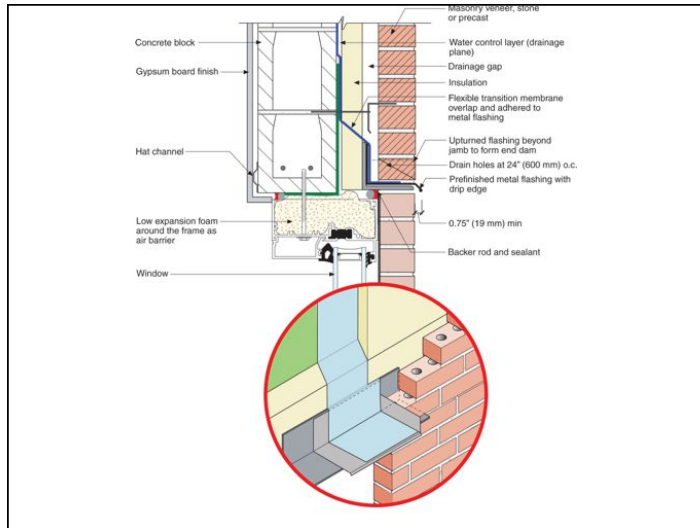 Masonry veneer, stone
or precast
Concrete block
Water control layer (drainage
plane)
Drainage gap
Gypsum board finish
Insulation
Flexible transition membrane
overlap and adhered to
metal flashing
Upturned flashing beyond
jamb to form end dam
Hat channel
Drain holes at 24" (600 mm) o.c.
Prefinished metal flashing with
drip edge
Low expansion foam
around the frame as
air barrier
0.75" (19 mm) min
Backer rod and sealant
Window